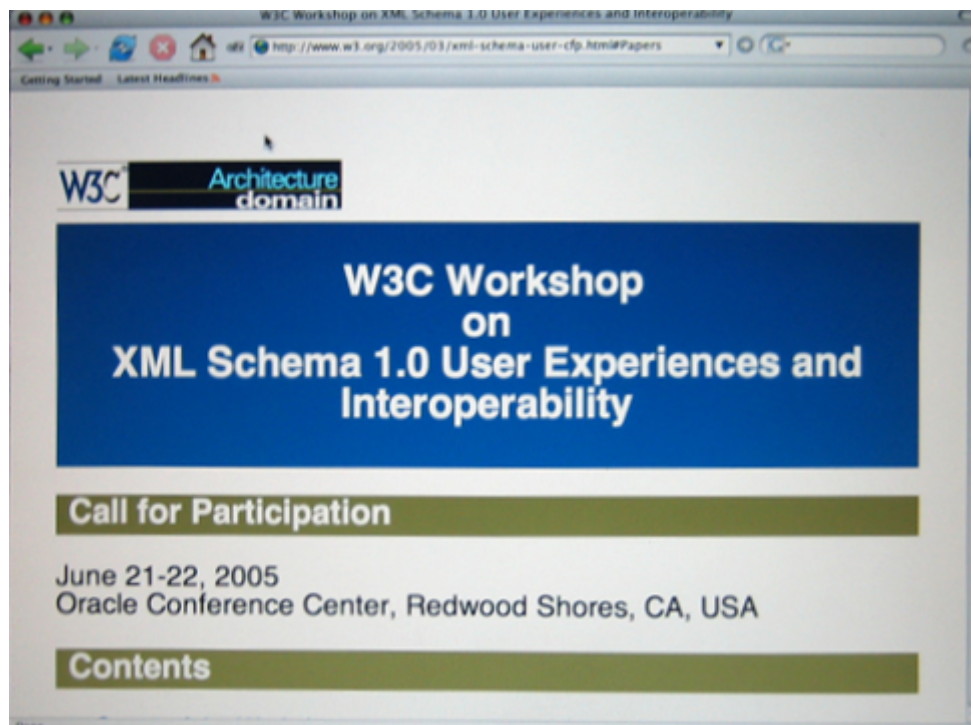 W3C Workshop on XML Schema 1.0 User Experiences and Interoperability
http://www.w3.org/2005/03/xml-schema-user-cfp.html#Papers
Getting Started Latest Headlines
W3C Architecture
domain
W3C Workshop
on
XML Schema 1.0 User Experiences and
Interoperability
Call for Participation
June 21-22, 2005
Oracle Conference Center, Redwood Shores, CA, USA
Contents